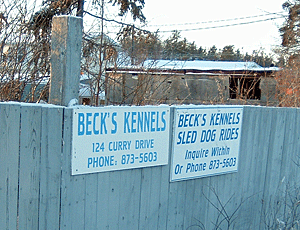 BECK'S KENNELS
124 CURRY DRIVE
PHONE: 873-5603
BECK'S KENNELS
SLED DOG RIDES
Inquire Within
Or Phone 873-5603